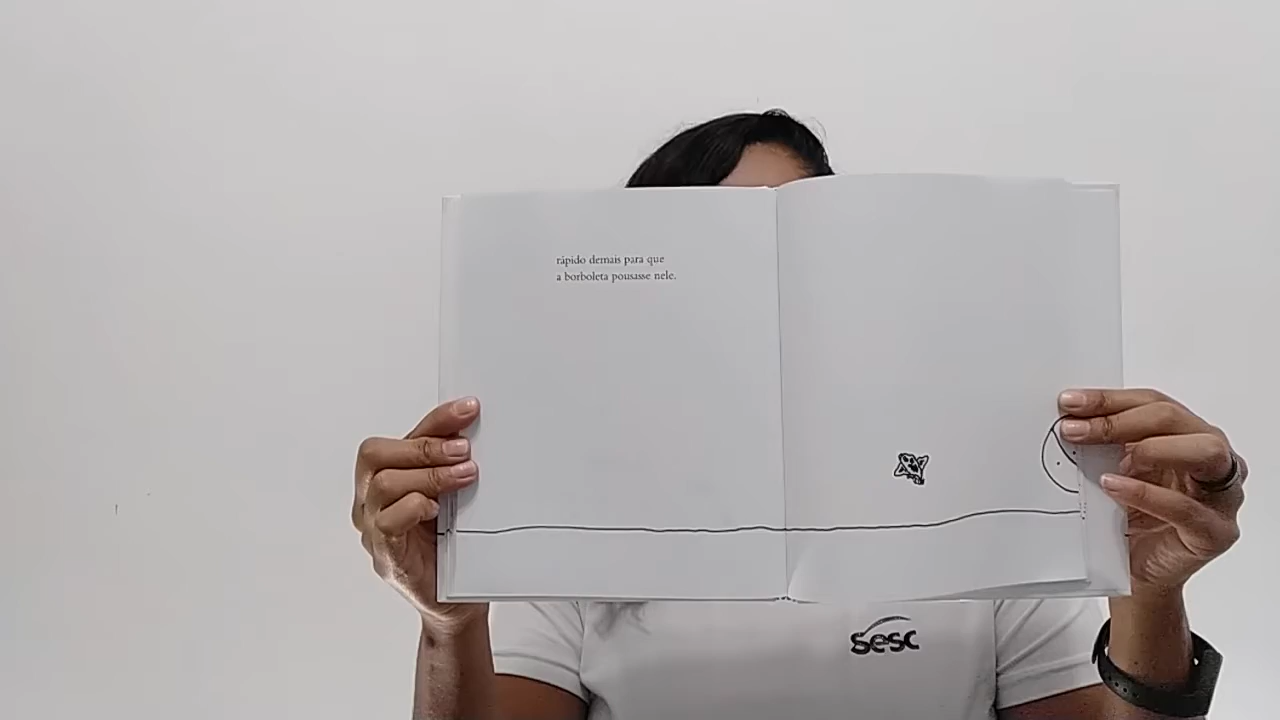 rápido demais para que
a borboleta pousasse nele.
sesc